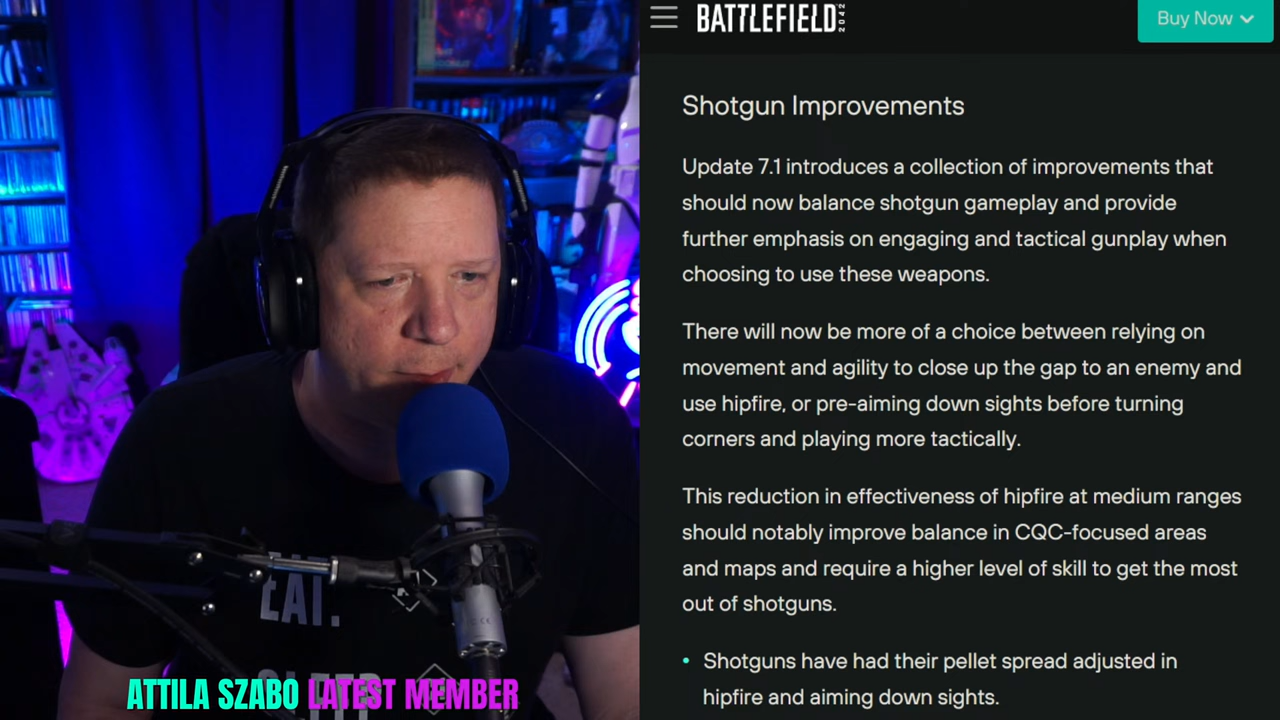 BATTLEFIELD 2042
Buy Now
Shotgun Improvements
Update 7.1 introduces a collection of improvements that
should now balance shotgun gameplay and provide
further emphasis on engaging and tactical gunplay when
choosing to use these weapons.
There will now be more of a choice between relying on
movement and agility to close up the gap to an enemy and
use hipfire, or pre-aiming down sights before turning
corners and playing more tactically.
This reduction in effectiveness of hipfire at medium ranges
should notably improve balance in CQC-focused areas
and maps and require a higher level of skill to get the most
out of shotguns.
• Shotguns have had their pellet spread adjusted in
hipfire and aiming down sights.
EAT.
SLEEP
ATTILA SZABO LATEST MEMBER